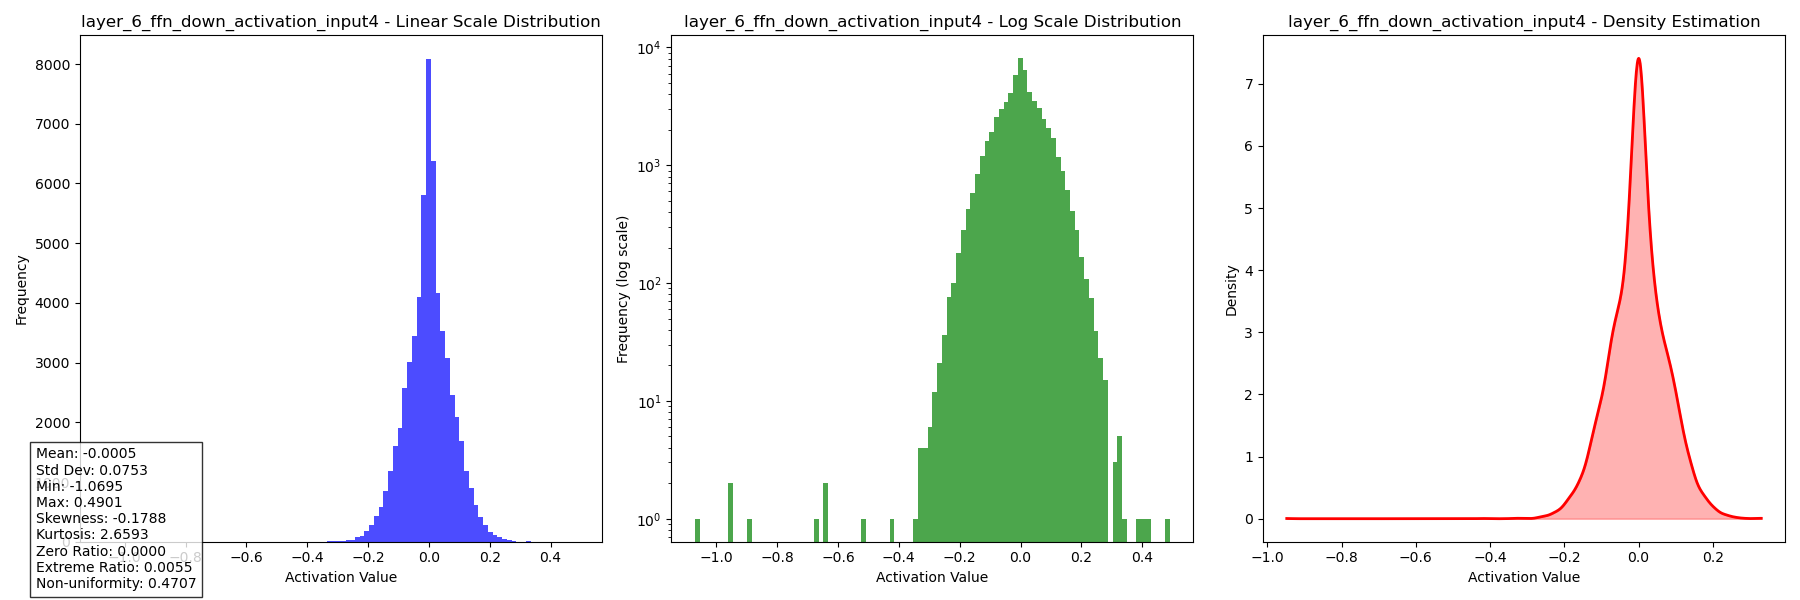 layer_6_ffn_down_activation_input4 - Linear Scale Distribution
8000
7000
6000
5000
4000
3000
2000
1000
0
Frequency
−1.0
−0.8
−0.6
−0.4
−0.2
0.0
0.2
0.4
Activation Value
Mean: -0.0005
Std Dev: 0.0753
Min: -1.0695
Max: 0.4901
Skewness: -0.1788
Kurtosis: 2.6593
Zero Ratio: 0.0000
Extreme Ratio: 0.0055
Non-uniformity: 0.4707
layer_6_ffn_down_activation_input4 - Log Scale Distribution
10⁴
10³
10²
10¹
10⁰
Frequency (log scale)
−1.0
−0.8
−0.6
−0.4
−0.2
0.0
0.2
0.4
Activation Value
layer_6_ffn_down_activation_input4 - Density Estimation
7
6
5
4
3
2
1
0
Density
−1.0
−0.8
−0.6
−0.4
−0.2
0.0
0.2
Activation Value